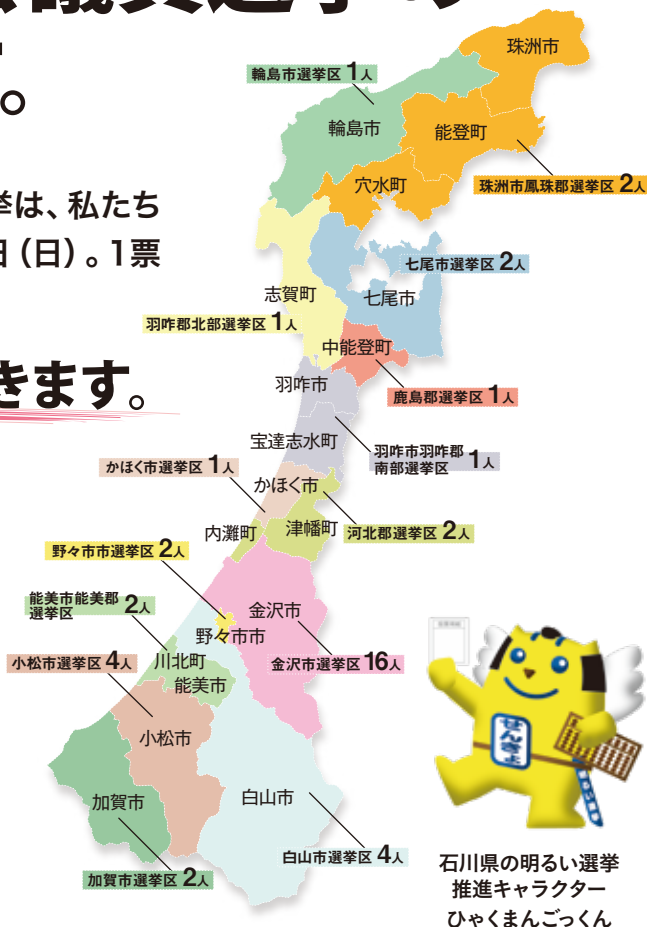 挙は、私たち
日（日）。1票
きます。
珠洲市
輪島市選挙区 1人
輪島市
能登町
穴水町
珠洲市鳳珠郡選挙区 2人
七尾市選挙区 2人
志賀町
七尾市
羽咋郡北部選挙区 1人
中能登町
羽咋市
鹿島郡選挙区 1人
宝達志水町
羽咋市羽咋郡
南部選挙区 1人
かほく市選挙区 1人
かほく市
内灘町
津幡町
河北郡選挙区 2人
野々市市選挙区 2人
能美市能美郡
選挙区 2人
金沢市
野々市市
川北町
小松市選挙区 4人
金沢市選挙区 16人
能美市
小松市
せんきょ
加賀市
白山市
白山市選挙区 4人
加賀市選挙区 2人
石川県の明るい選挙
推進キャラクター
ひゃくまんごっくん